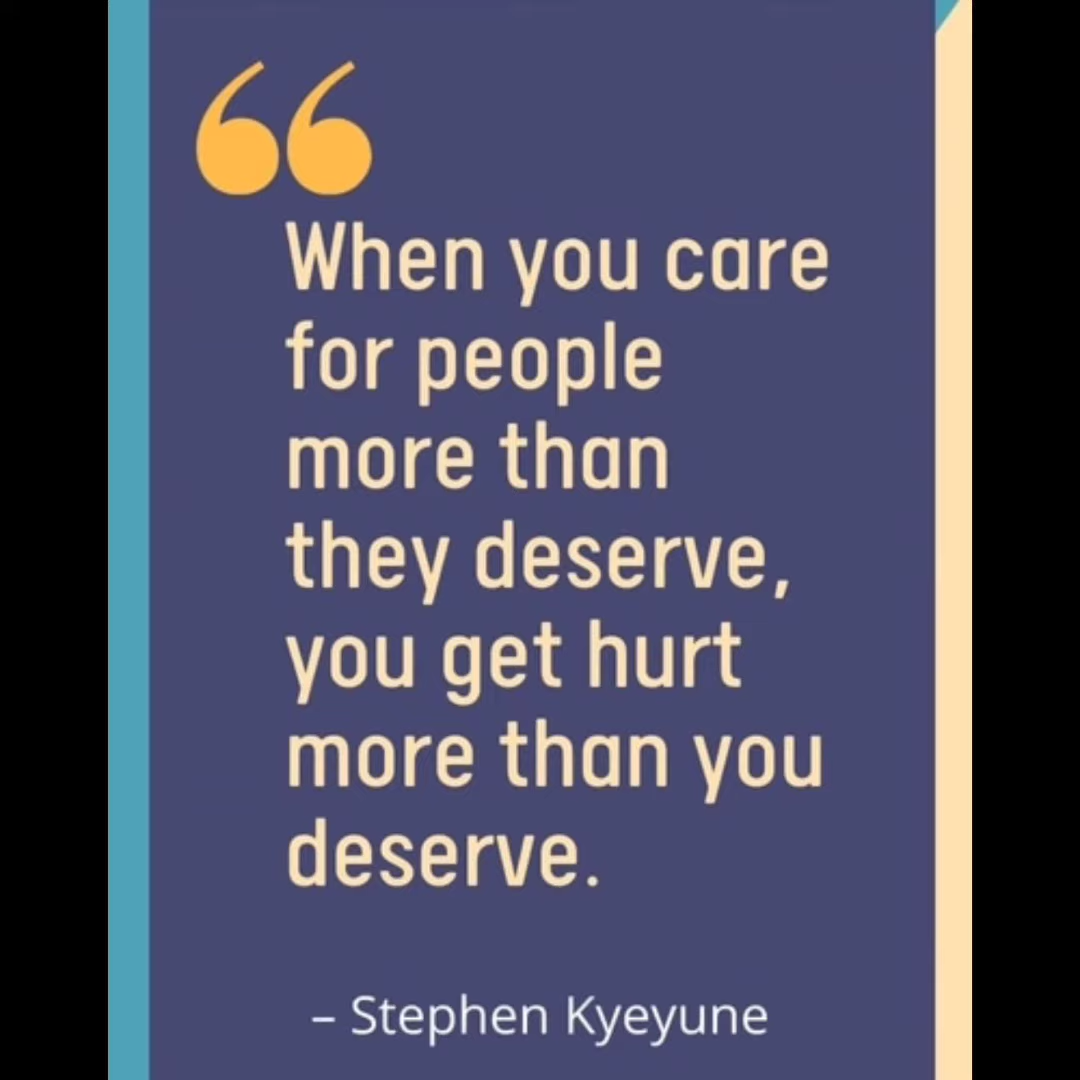 “
When you care
for people
more than
they deserve,
you get hurt
more than you
deserve.
– Stephen Kyeyune